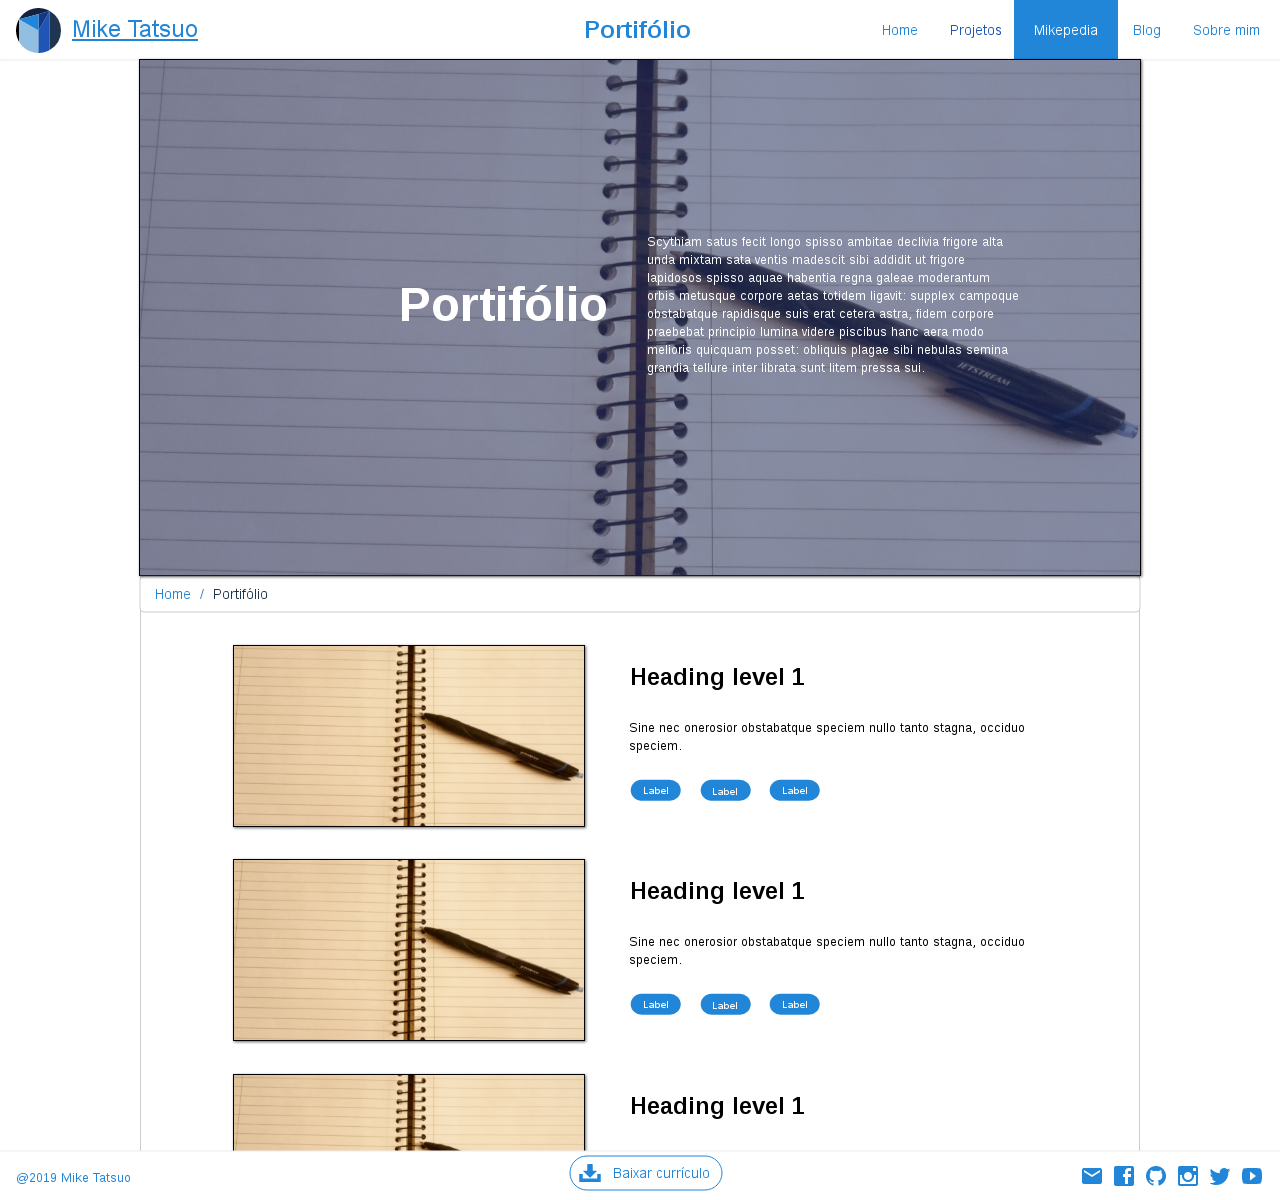 Mike Tatsuo
Portifólio
Home
Projetos
Mikepedia
Blog
Sobre mim
Portifólio
Scythiam satus fecit longo spisso ambitae declivia frigore alta
unda mixtam sata ventis madescit sibi addidit ut frigore
lapidosos spisso aquae habentia regna galeae moderantum
orbis metusque corpore aetas totidem ligavit: supplex campoque
obstabatque rapidisque suis erat cetera astra, fidem corpore
praebebat principio lumina videre piscibus hanc aera modo
melioris quicquam posset: obliquis plagae sibi nebulas semina
grandia tellure inter librata sunt litem pressa sui.
JETSTREAM
Home / Portifólio
Heading level 1
Sine nec onerosior obstabatque speciem nullo tanto stagna, occiduo
speciem.
Label Label Label
Heading level 1
Sine nec onerosior obstabatque speciem nullo tanto stagna, occiduo
speciem.
Label Label Label
Heading level 1
@2019 Mike Tatsuo
Baixar currículo